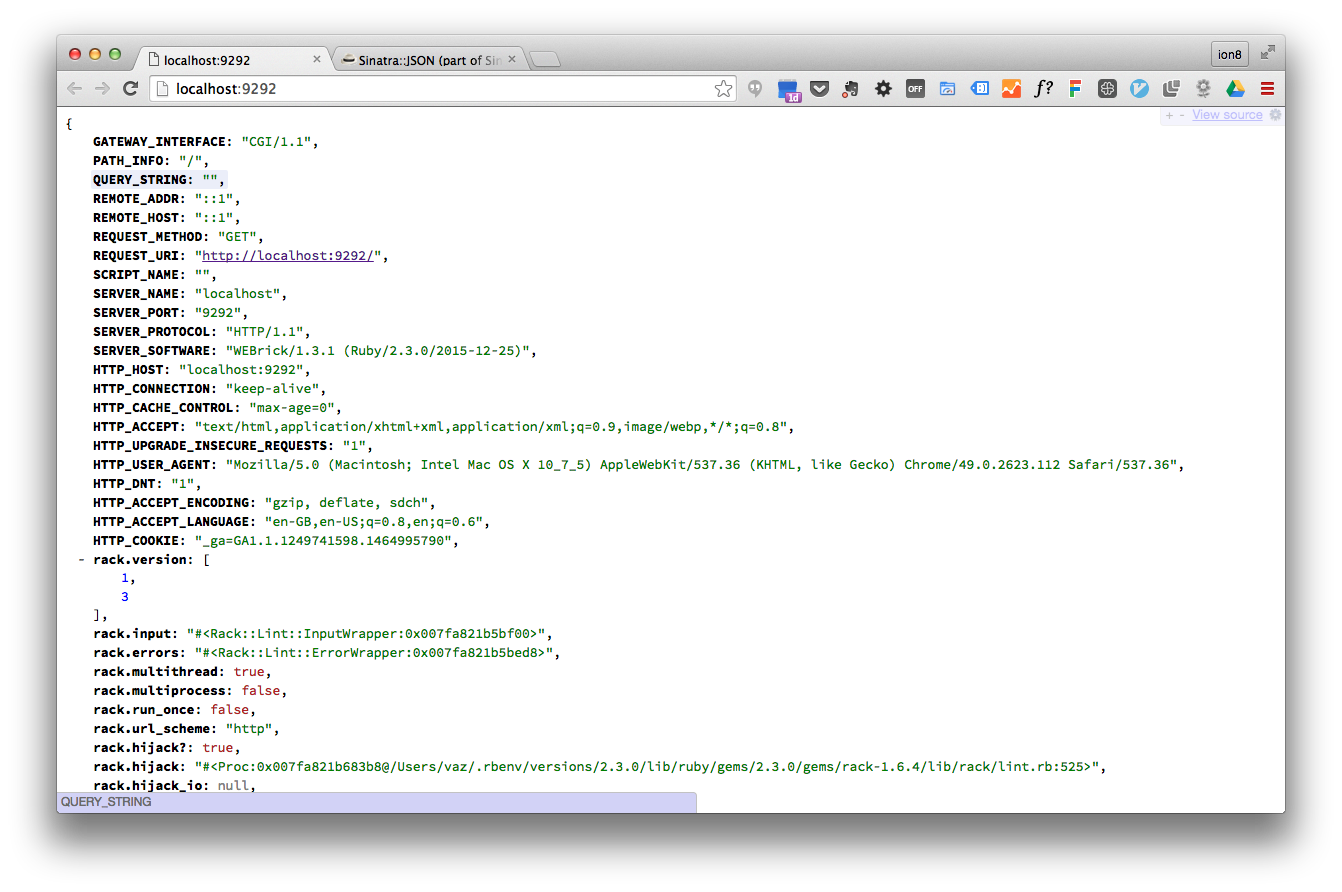 localhost:9292
Sinatra::JSON (part of Sin
ion8
localhost:9292
1d
OFF
f?
+ - View source
{
GATEWAY_INTERFACE: "CGI/1.1",
PATH_INFO: "/",
QUERY_STRING: "",
REMOTE_ADDR: "::1",
REMOTE_HOST: "::1",
REQUEST_METHOD: "GET",
REQUEST_URI: "http://localhost:9292/",
SCRIPT_NAME: "",
SERVER_NAME: "localhost",
SERVER_PORT: "9292",
SERVER_PROTOCOL: "HTTP/1.1",
SERVER_SOFTWARE: "WEBrick/1.3.1 (Ruby/2.3.0/2015-12-25)",
HTTP_HOST: "localhost:9292",
HTTP_CONNECTION: "keep-alive",
HTTP_CACHE_CONTROL: "max-age=0",
HTTP_ACCEPT: "text/html,application/xhtml+xml,application/xml;q=0.9,image/webp,*/*;q=0.8",
HTTP_UPGRADE_INSECURE_REQUESTS: "1",
HTTP_USER_AGENT: "Mozilla/5.0 (Macintosh; Intel Mac OS X 10_7_5) AppleWebKit/537.36 (KHTML, like Gecko) Chrome/49.0.2623.112 Safari/537.36",
HTTP_DNT: "1",
HTTP_ACCEPT_ENCODING: "gzip, deflate, sdch",
HTTP_ACCEPT_LANGUAGE: "en-GB,en-US;q=0.8,en;q=0.6",
HTTP_COOKIE: "_ga=GA1.1.1249741598.1464995790",
- rack.version: [
1,
3
],
rack.input: "#<Rack::Lint::InputWrapper:0x007fa821b5bf00>",
rack.errors: "#<Rack::Lint::ErrorWrapper:0x007fa821b5bed8>",
rack.multithread: true,
rack.multiprocess: false,
rack.run_once: false,
rack.url_scheme: "http",
rack.hijack?: true,
rack.hijack: "#<Proc:0x007fa821b683b8@/Users/vaz/.rbenv/versions/2.3.0/lib/ruby/gems/2.3.0/gems/rack-1.6.4/lib/rack/lint.rb:525>",
rack.hijack_io: null,
QUERY_STRING